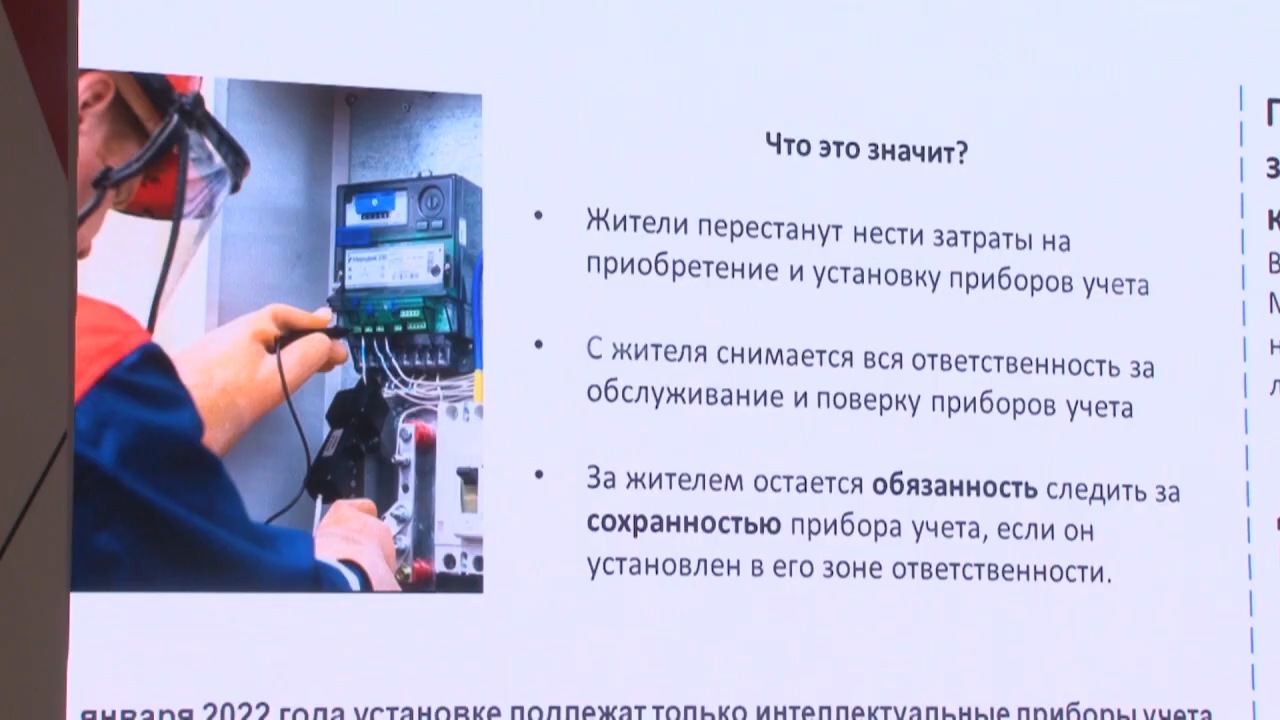 Что это значит?
Жители перестанут нести затраты на
приобретение и установку приборов учета
С жителя снимается вся ответственность за
обслуживание и поверку приборов учета
За жителем остается обязанность следить за
сохранностью прибора учета, если он
установлен в его зоне ответственности.
января 2022 года установке подлежат только интеллектуальные приборы учета